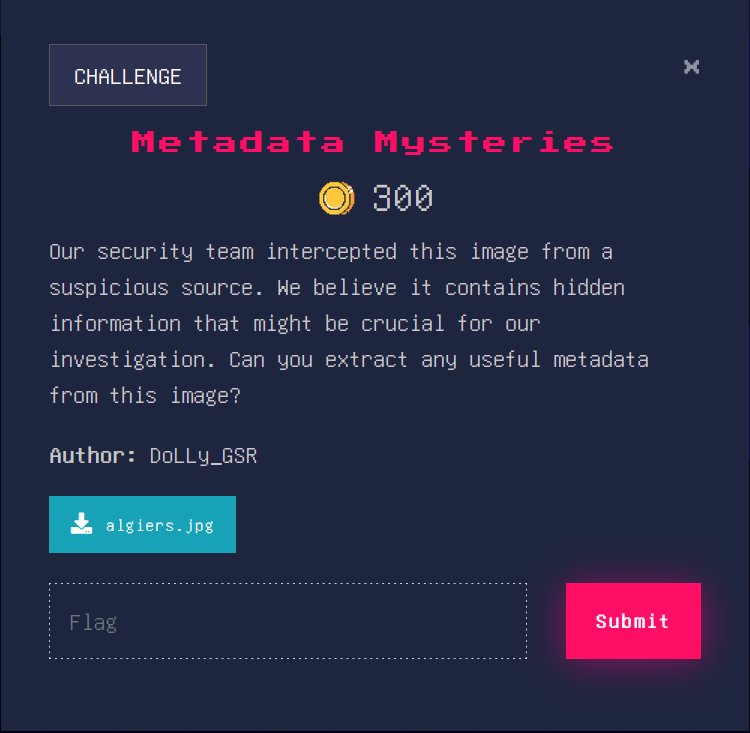 CHALLENGE
×
Metadata Mysteries
300
Our security team intercepted this image from a
suspicious source. We believe it contains hidden
information that might be crucial for our
investigation. Can you extract any useful metadata
from this image?
Author: DoLLy_GSR
algiers.jpg
Flag
Submit